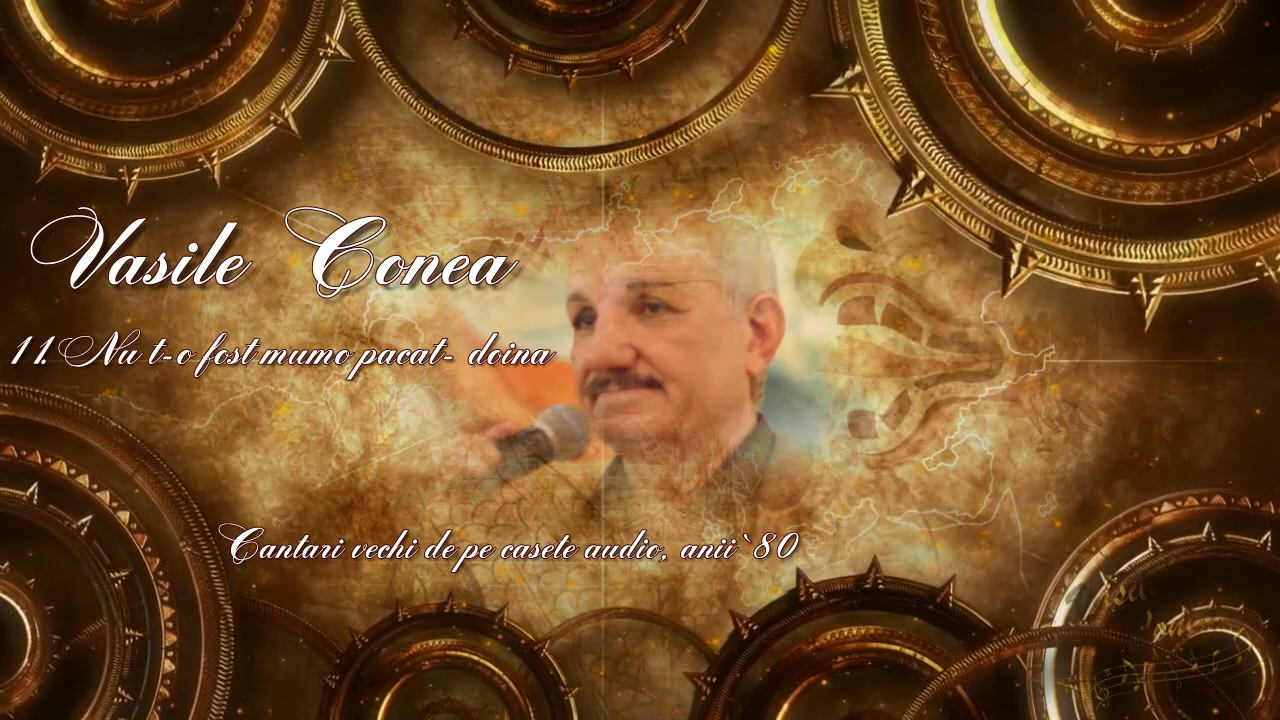 Vasile Conea
11. Nu t-o fost mumo pacat- doina
Cantari vechi de pe casete audio, anii`80